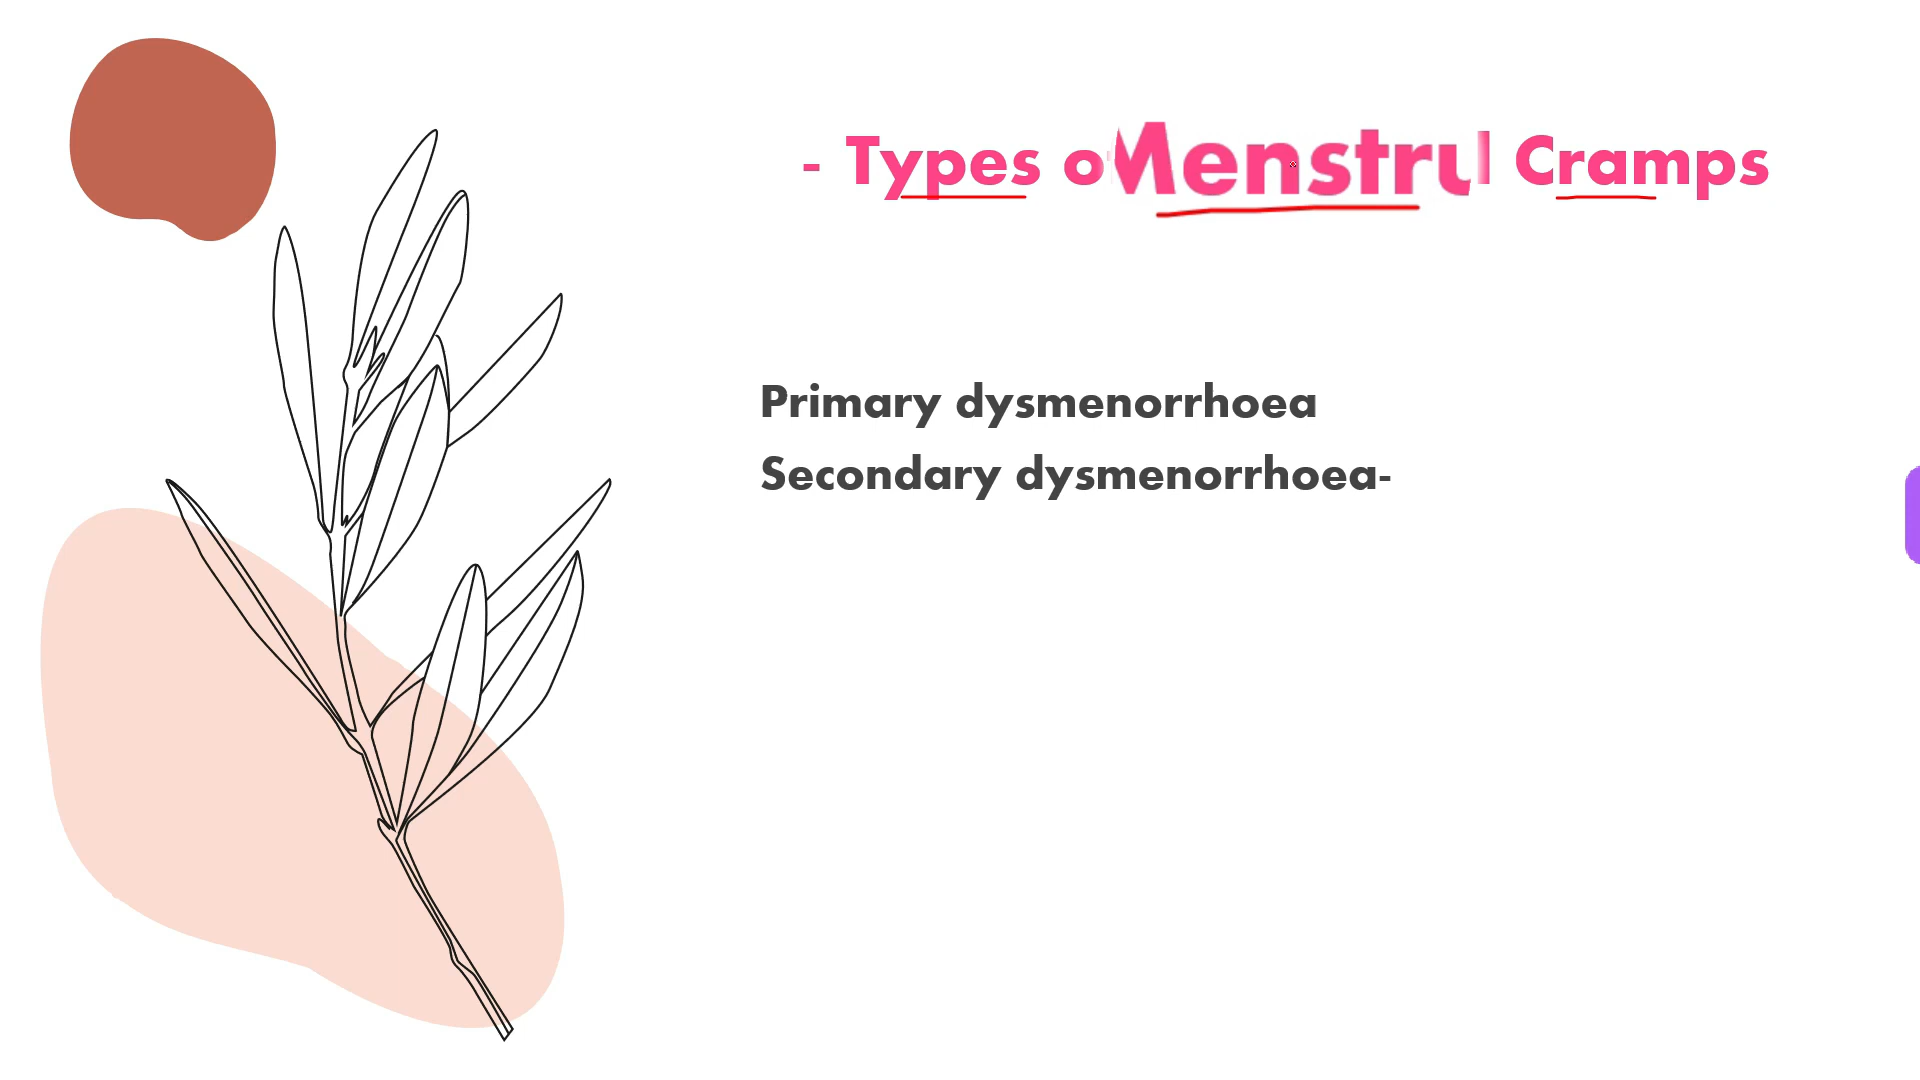 - Types o Menstru l Cramps
Primary dysmenorrhoea
Secondary dysmenorrhoea-